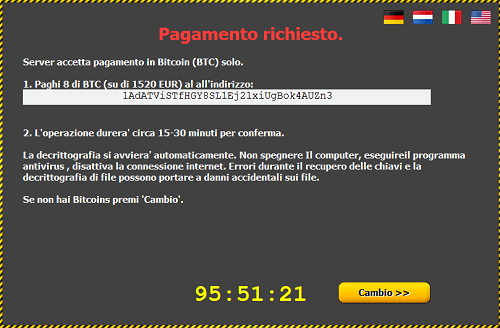 Pagamento richiesto.
Server accetta pagamento in Bitcoin (BTC) solo.
1. Paghi 8 di BTC (su di 1520 EUR) al all'indirizzo:
1AdATViSTfHGY8SL1Ej21xiUgBok4AUZn3
2. L'operazione durera' circa 15-30 minuti per conferma.
La decrittografia si avviera' automaticamente. Non spegnere Il computer, eseguireil programma
antivirus , disattiva la connessione internet. Errori durante il recupero delle chiavi e la
decrittografia di file possono portare a danni accidentali sui file.
Se non hai Bitcoins premi 'Cambio'.
95:51:21
Cambio >>